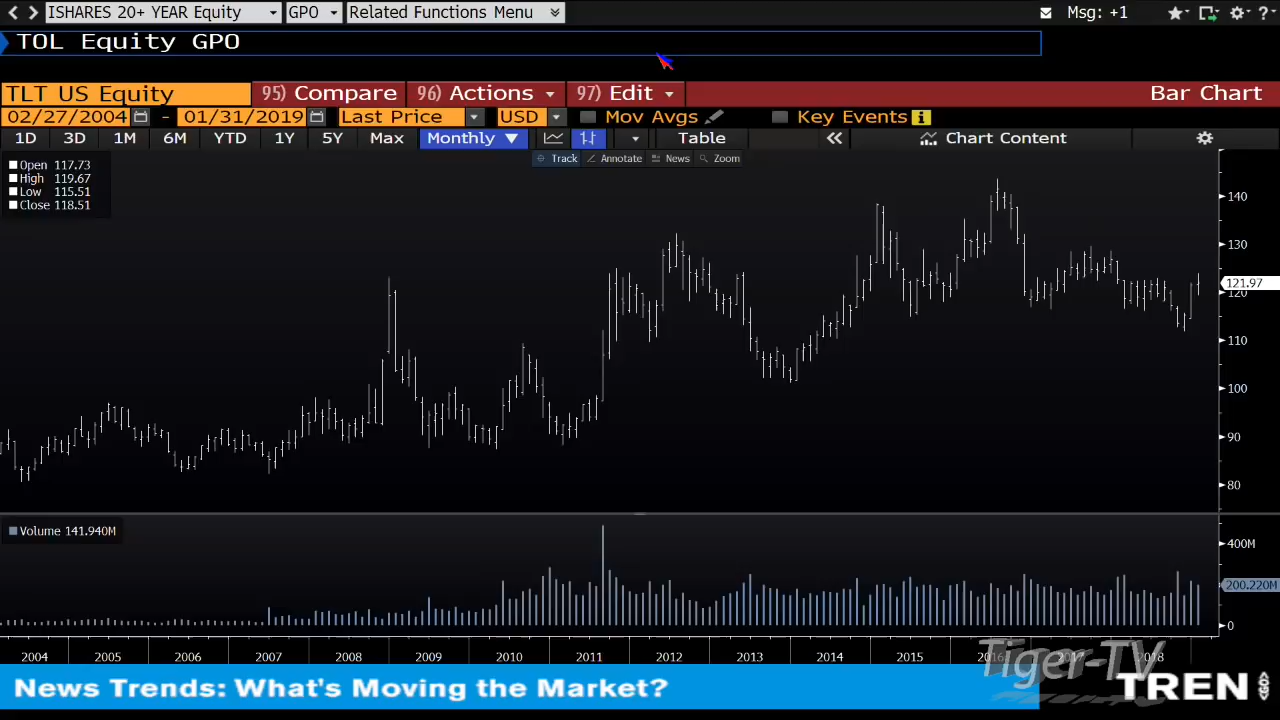 ISHARES 20+ YEAR Equity GPO Related Functions Menu Msg: +1 ?
TOL Equity GPO
TLT US Equity 95) Compare 96) Actions 97) Edit Bar Chart
02/27/2004 - 01/31/2019 Last Price USD Mov Avgs Key Events i
1D 3D 1M 6M YTD 1Y 5Y Max Monthly Table Chart Content
Track Annotate News Zoom
Open 117.73
High 119.67
Low 115.51
Close 118.51
140
130
121.97
120
110
100
90
80
Volume 141.940M
400M
200.220M
0
2004 2005 2006 2007 2008 2009 2010 2011 2012 2013 2014 2015 2016 2017 2018
Tiger-TV
News Trends: What's Moving the Market?
TREN